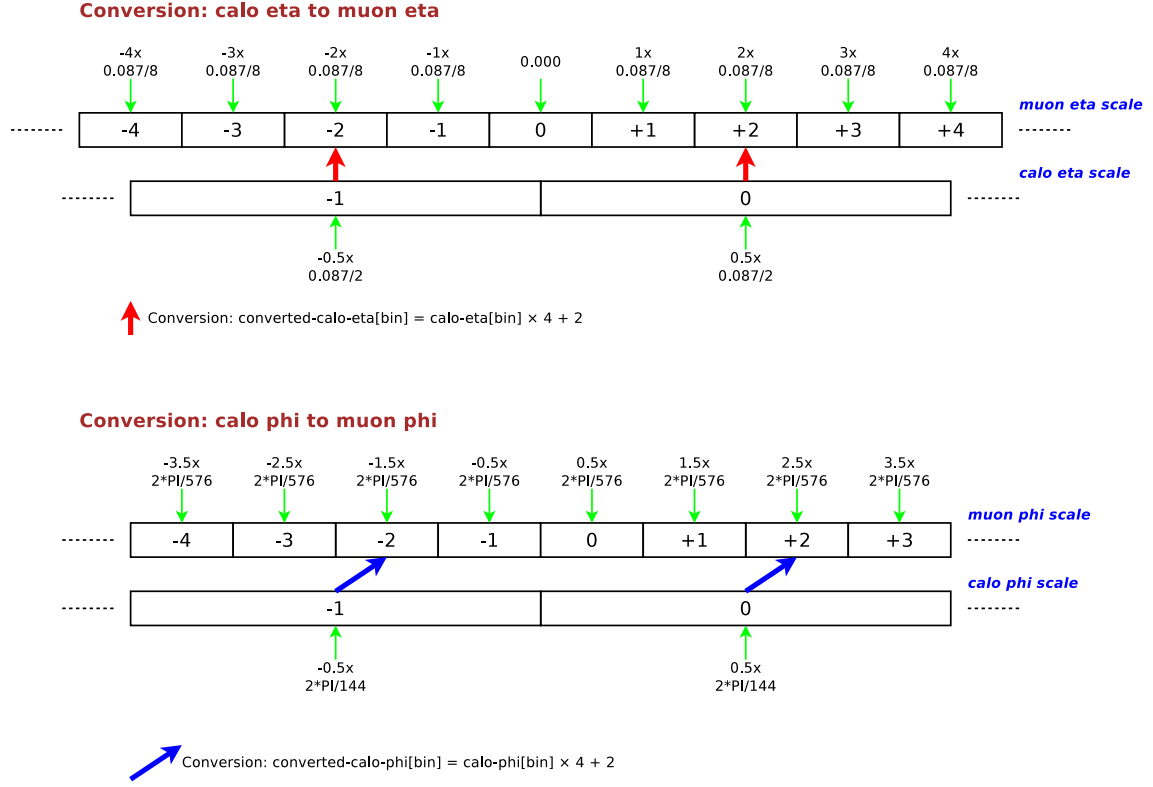 Conversion: calo eta to muon eta
-4x -3x -2x -1x 0.000 1x 2x 3x 4x
0.087/8 0.087/8 0.087/8 0.087/8 0.087/8 0.087/8 0.087/8 0.087/8
muon eta scale
-4 -3 -2 -1 0 +1 +2 +3 +4
calo eta scale
-1 0
-0.5x 0.5x
0.087/2 0.087/2
Conversion: converted-calo-eta[bin] = calo-eta[bin] × 4 + 2
Conversion: calo phi to muon phi
-3.5x -2.5x -1.5x -0.5x 0.5x 1.5x 2.5x 3.5x
2*PI/576 2*PI/576 2*PI/576 2*PI/576 2*PI/576 2*PI/576 2*PI/576 2*PI/576
muon phi scale
-4 -3 -2 -1 0 +1 +2 +3
calo phi scale
-1 0
-0.5x 0.5x
2*PI/144 2*PI/144
Conversion: converted-calo-phi[bin] = calo-phi[bin] × 4 + 2